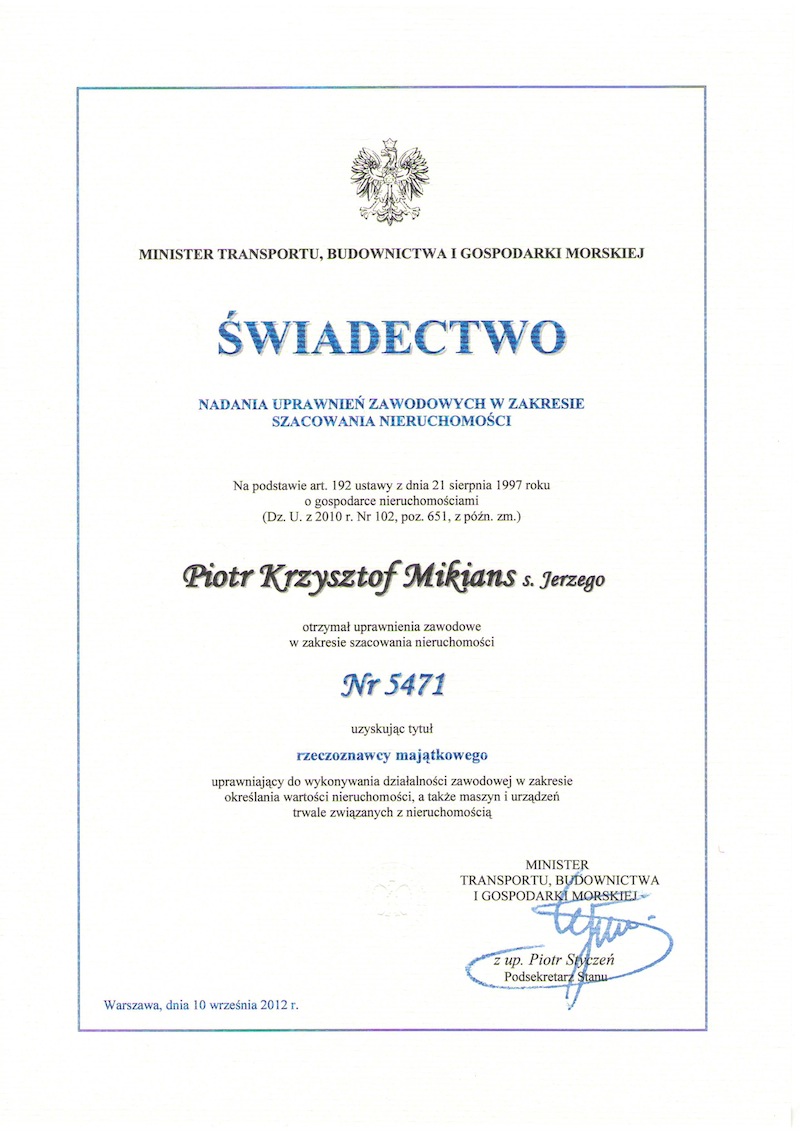 MINISTER TRANSPORTU, BUDOWNICTWA I GOSPODARKI MORSKIEJ
ŚWIADECTWO
NADANIA UPRAWNIEŃ ZAWODOWYCH W ZAKRESIE
SZACOWANIA NIERUCHOMOŚCI
Na podstawie art. 192 ustawy z dnia 21 sierpnia 1997 roku
o gospodarce nieruchomościami
(Dz. U. z 2010 r. Nr 102, poz. 651, z późn. zm.)
Piotr Krzysztof Mikians s. Jerzego
otrzymał uprawnienia zawodowe
w zakresie szacowania nieruchomości
Nr 5471
uzyskując tytuł
rzeczoznawcy majątkowego
uprawniający do wykonywania działalności zawodowej w zakresie
określania wartości nieruchomości, a także maszyn i urządzeń
trwale związanych z nieruchomością
MINISTER
TRANSPORTU, BUDOWNICTWA
I GOSPODARKI MORSKIEJ
z up. Piotr Styczeń
Podsekretarz Stanu
Warszawa, dnia 10 września 2012 r.